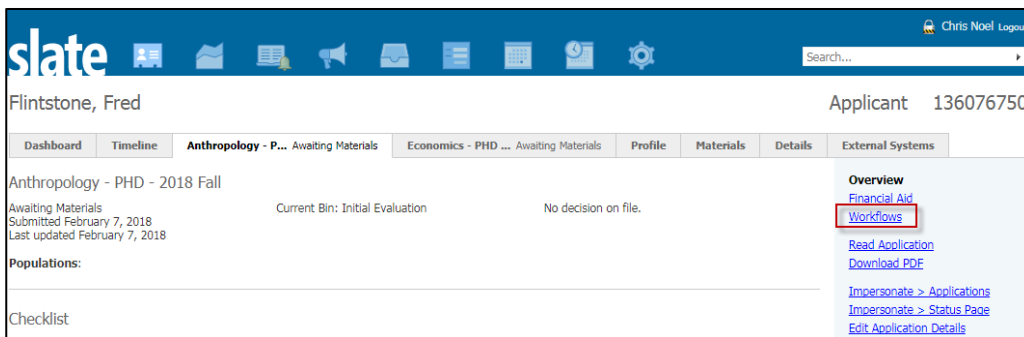 slate
Chris Noel Logou
Search...
Flintstone, Fred
Applicant 136076750
Dashboard Timeline Anthropology - P... Awaiting Materials Economics - PHD ... Awaiting Materials Profile Materials Details External Systems
Anthropology - PHD - 2018 Fall
Awaiting Materials
Submitted February 7, 2018
Last updated February 7, 2018
Current Bin: Initial Evaluation
No decision on file.
Populations:
Checklist
Overview
Financial Aid
Workflows
Read Application
Download PDF
Impersonate > Applications
Impersonate > Status Page
Edit Application Details